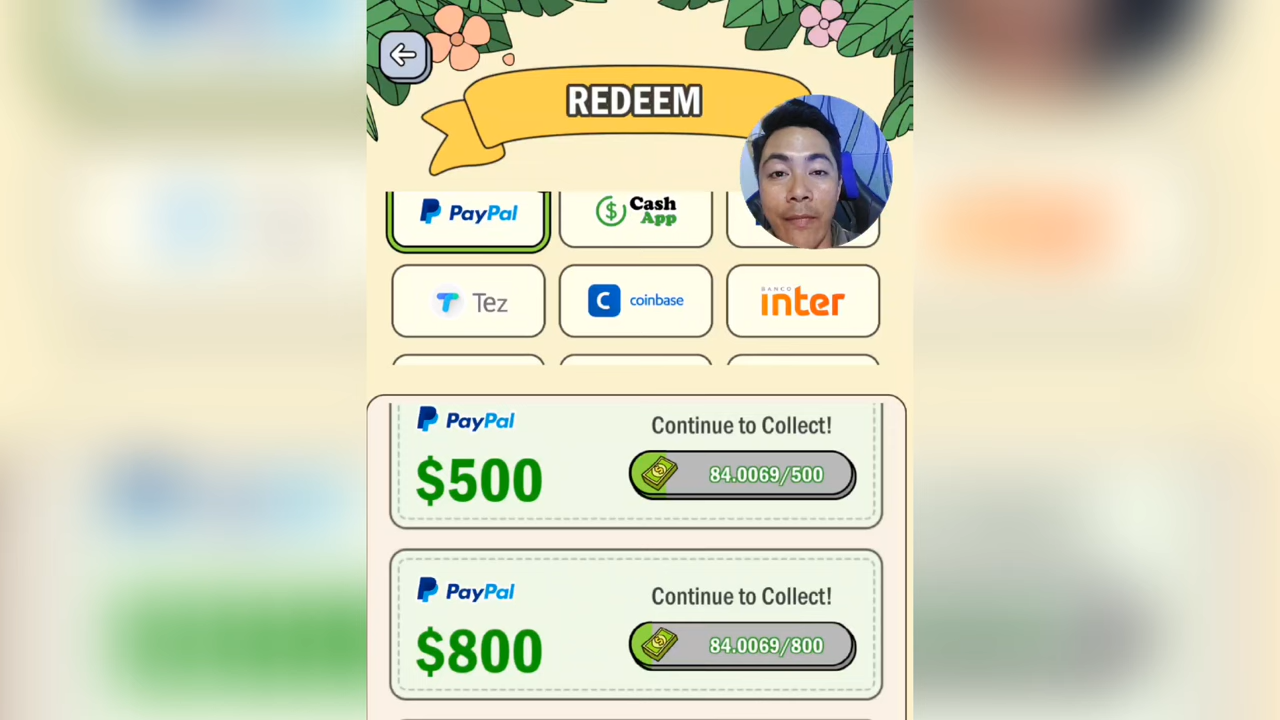 REDEEM
PayPal
Cash
App
Tez
coinbase
BANCO
inter
PayPal
Continue to Collect!
$500
84.0069/500
PayPal
Continue to Collect!
$800
84.0069/800